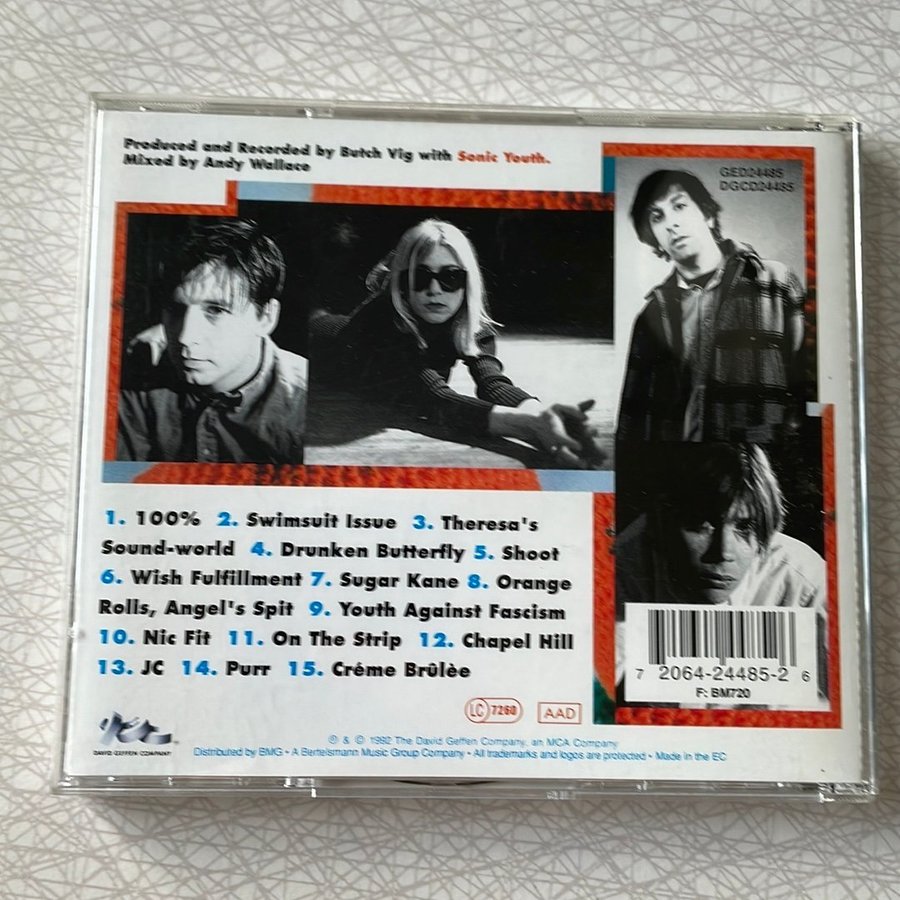 Produced and Recorded by Butch Vig with Sonic Youth.
Mixed by Andy Wallace
GED24485
DGCD24485
1. 100% 2. Swimsuit Issue 3. Theresa's
Sound-world 4. Drunken Butterfly 5. Shoot
6. Wish Fulfillment 7. Sugar Kane 8. Orange
Rolls, Angel's Spit 9. Youth Against Fascism
10. Nic Fit 11. On The Strip 12. Chapel Hill
13. JC 14. Purr 15. Créme Brûlèe
7 2064-24485-2 6
F: BM720
LC 7260 AAD
DAVID GEFFEN COMPANY
℗ & © 1992 The David Geffen Company, an MCA Company
Distributed by BMG • A Bertelsmann Music Group Company • All trademarks and logos are protected • Made in the EC